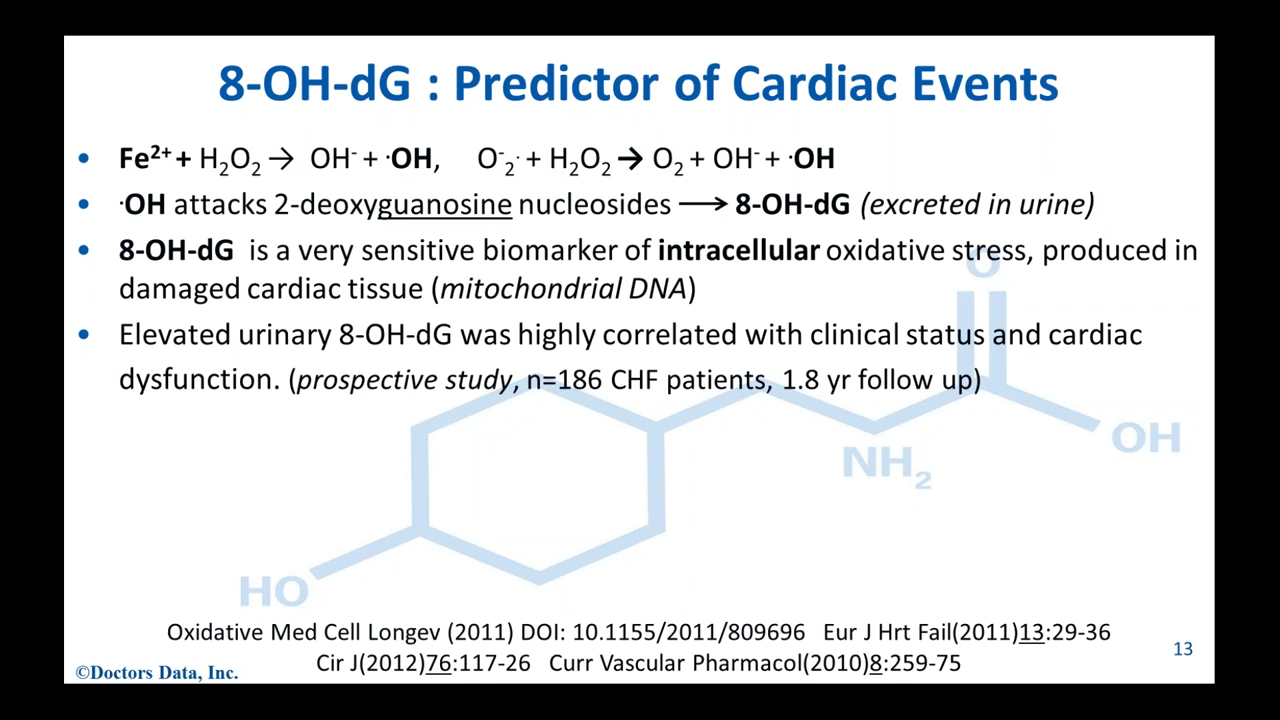 8-OH-dG : Predictor of Cardiac Events
• Fe²⁺ + H₂O₂ → OH⁻ + ·OH, O⁻₂· + H₂O₂ → O₂ + OH⁻ + ·OH
• ·OH attacks 2-deoxyguanosine nucleosides ⟶ 8-OH-dG (excreted in urine)
• 8-OH-dG is a very sensitive biomarker of intracellular oxidative stress, produced in
damaged cardiac tissue (mitochondrial DNA)
• Elevated urinary 8-OH-dG was highly correlated with clinical status and cardiac
dysfunction. (prospective study, n=186 CHF patients, 1.8 yr follow up)
O
OH
NH₂
HO
Oxidative Med Cell Longev (2011) DOI: 10.1155/2011/809696 Eur J Hrt Fail(2011)13:29-36
Cir J(2012)76:117-26 Curr Vascular Pharmacol(2010)8:259-75
13
©Doctors Data, Inc.